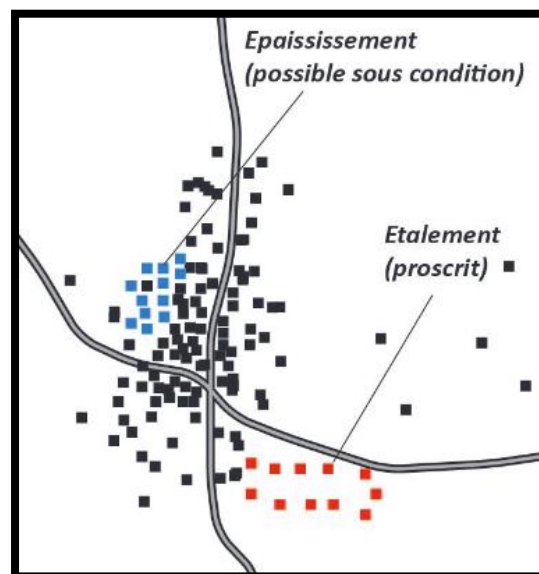 Epaississement
(possible sous condition)
Etalement
(proscrit)